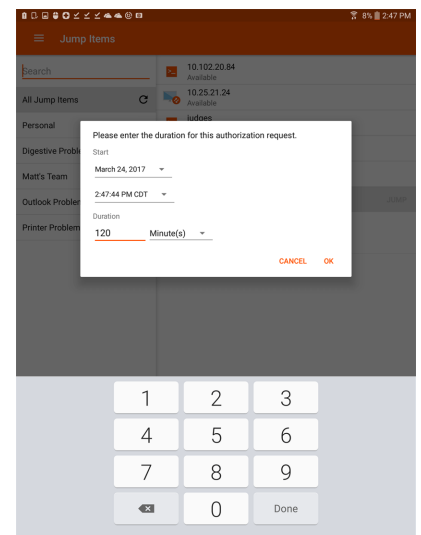 8% 2:47 PM
Jump Items
Search
10.102.20.84
Available
All Jump Items
10.25.21.24
Available
judges
Personal
Digestive Proble
Matt's Team
Outlook Problem
JUMP
Printer Problem
Please enter the duration for this authorization request.
Start
March 24, 2017
2:47:44 PM CDT
Duration
120 Minute(s)
CANCEL OK
1 2 3
4 5 6
7 8 9
0 Done